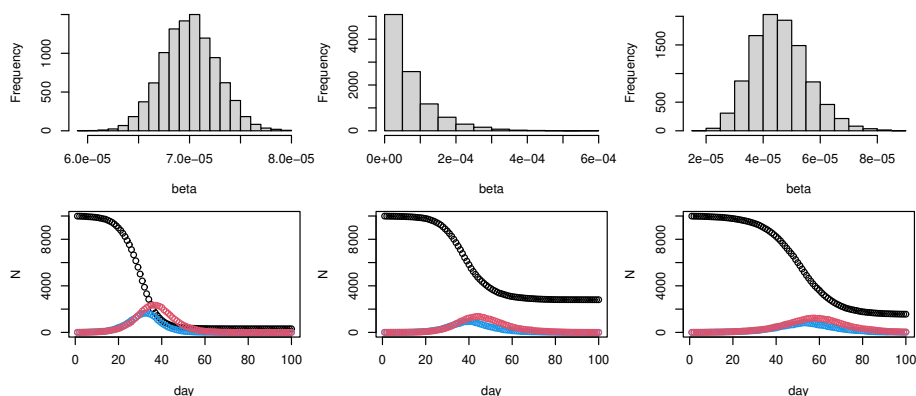 Frequency
0 500 1000
6.0e−05 7.0e−05 8.0e−05
beta
Frequency
0 2000 4000
0e+00 2e−04 4e−04 6e−04
beta
Frequency
0 500 1500
2e−05 4e−05 6e−05 8e−05
beta
N
0 4000 8000
0 20 40 60 80 100
day
N
0 4000 8000
0 20 40 60 80 100
day
N
0 4000 8000
0 20 40 60 80 100
day